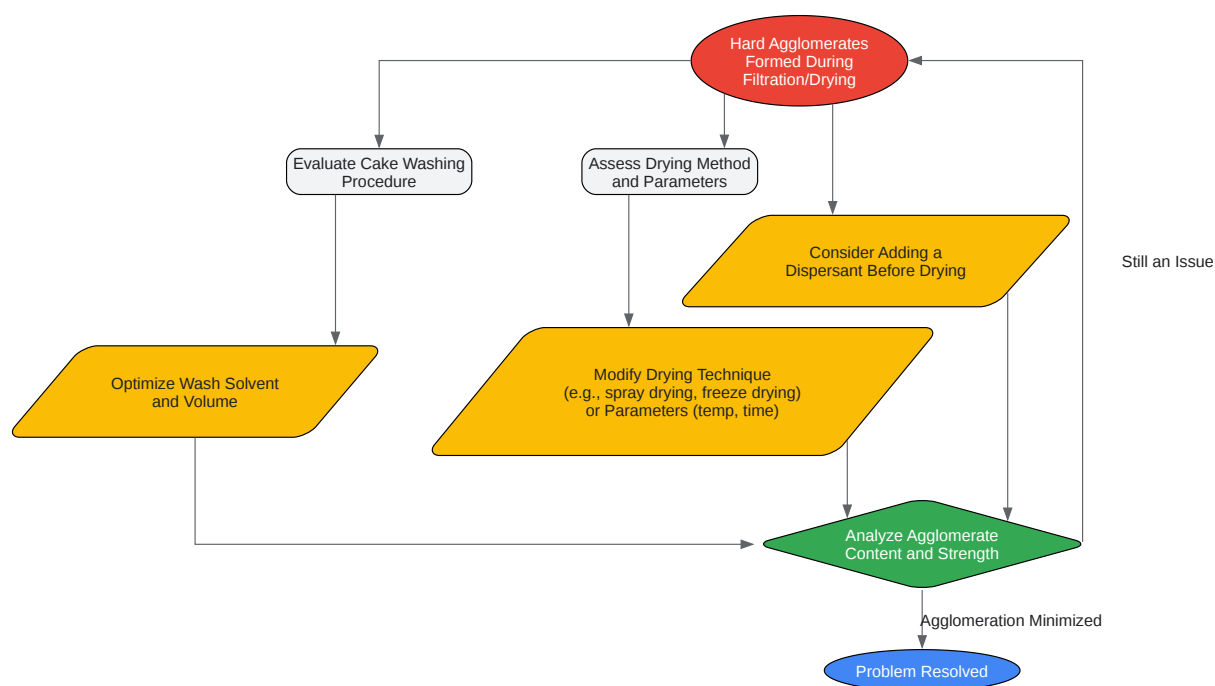 Hard Agglomerates
Formed During
Filtration/Drying
Evaluate Cake Washing
Procedure
Assess Drying Method
and Parameters
Consider Adding a
Dispersant Before Drying
Still an Issue
Optimize Wash Solvent
and Volume
Modify Drying Technique
(e.g., spray drying, freeze drying)
or Parameters (temp, time)
Analyze Agglomerate
Content and Strength
Agglomeration Minimized
Problem Resolved